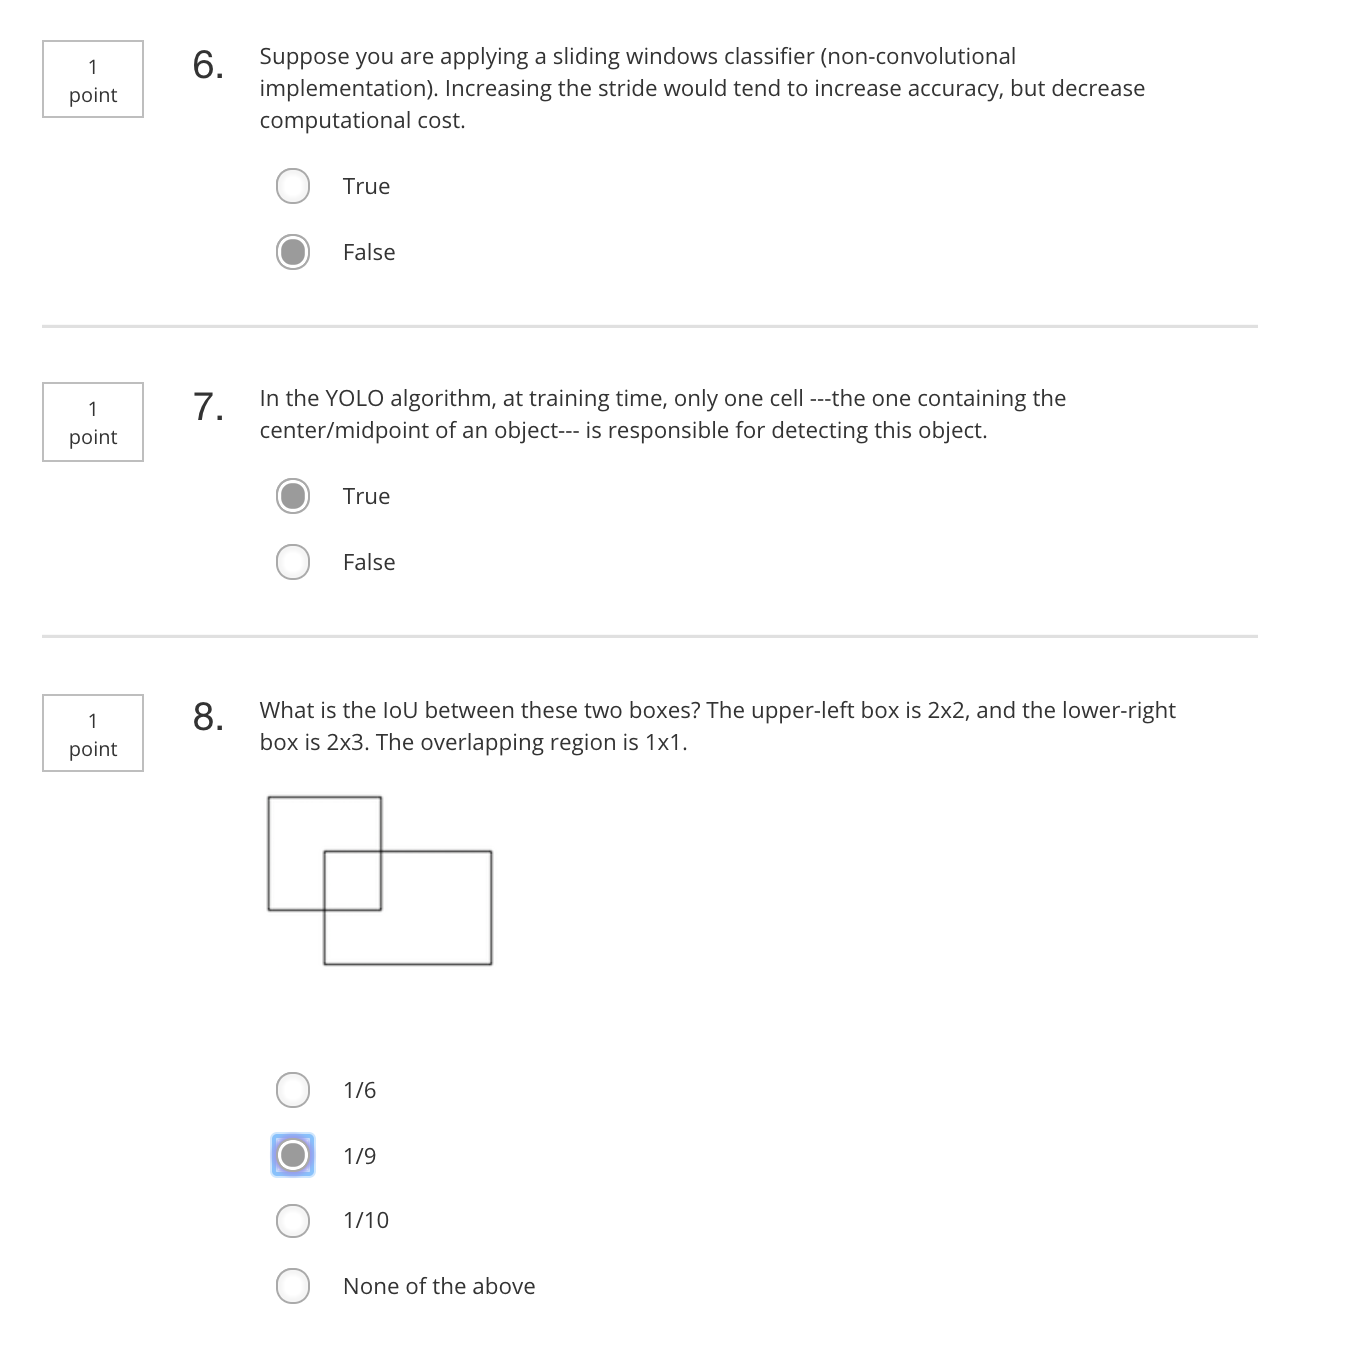 1
point
6.
Suppose you are applying a sliding windows classifier (non-convolutional
implementation). Increasing the stride would tend to increase accuracy, but decrease
computational cost.
True
False
1
point
7.
In the YOLO algorithm, at training time, only one cell ---the one containing the
center/midpoint of an object--- is responsible for detecting this object.
True
False
1
point
8.
What is the IoU between these two boxes? The upper-left box is 2x2, and the lower-right
box is 2x3. The overlapping region is 1x1.
1/6
1/9
1/10
None of the above